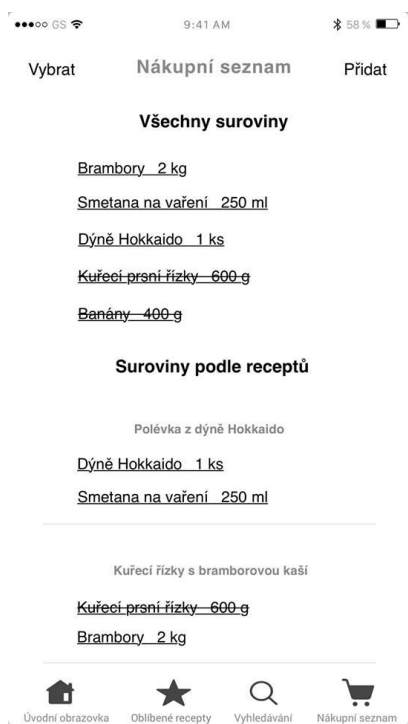 GS 9:41 AM 58 %
Vybrat Nákupní seznam Přidat
Všechny suroviny
Brambory 2 kg
Smetana na vaření 250 ml
Dýně Hokkaido 1 ks
Kuřecí prsní řízky 600 g
Banány 400 g
Suroviny podle receptů
Polévka z dýně Hokkaido
Dýně Hokkaido 1 ks
Smetana na vaření 250 ml
Kuřecí řízky s bramborovou kaší
Kuřecí prsní řízky 600 g
Brambory 2 kg
Úvodní obrazovka Oblíbené recepty Vyhledávání Nákupní seznam